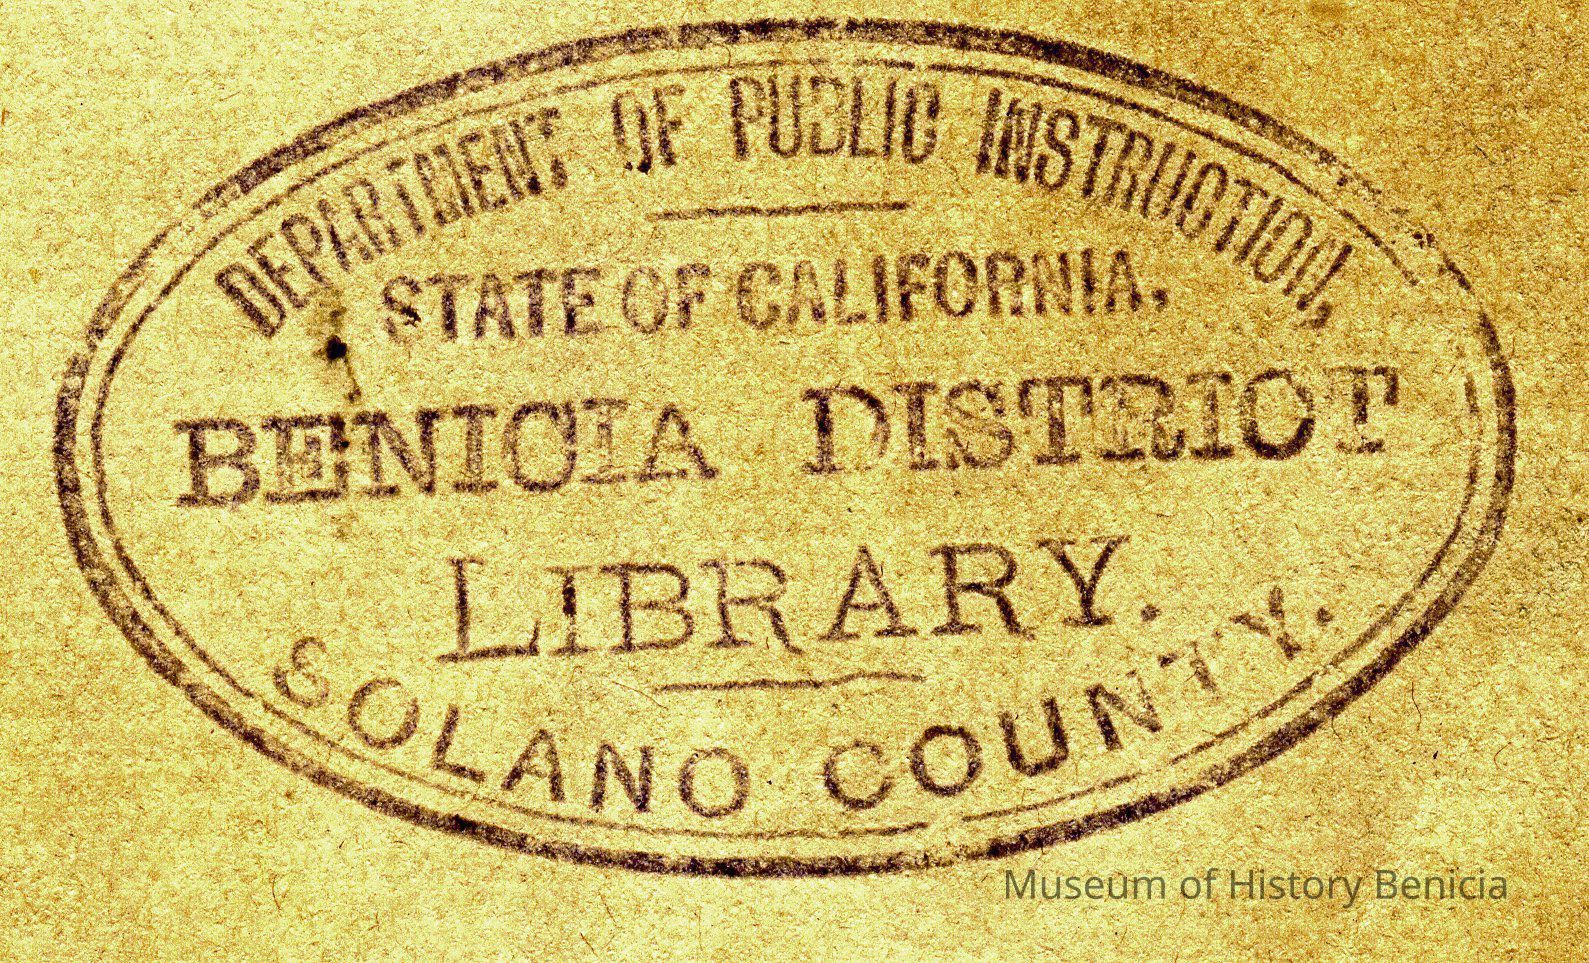 DEPARTMENT OF PUBLIC INSTRUCTION,
STATE OF CALIFORNIA.
BENICIA DISTRICT
LIBRARY.
SOLANO COUNTY.
Museum of History Benicia